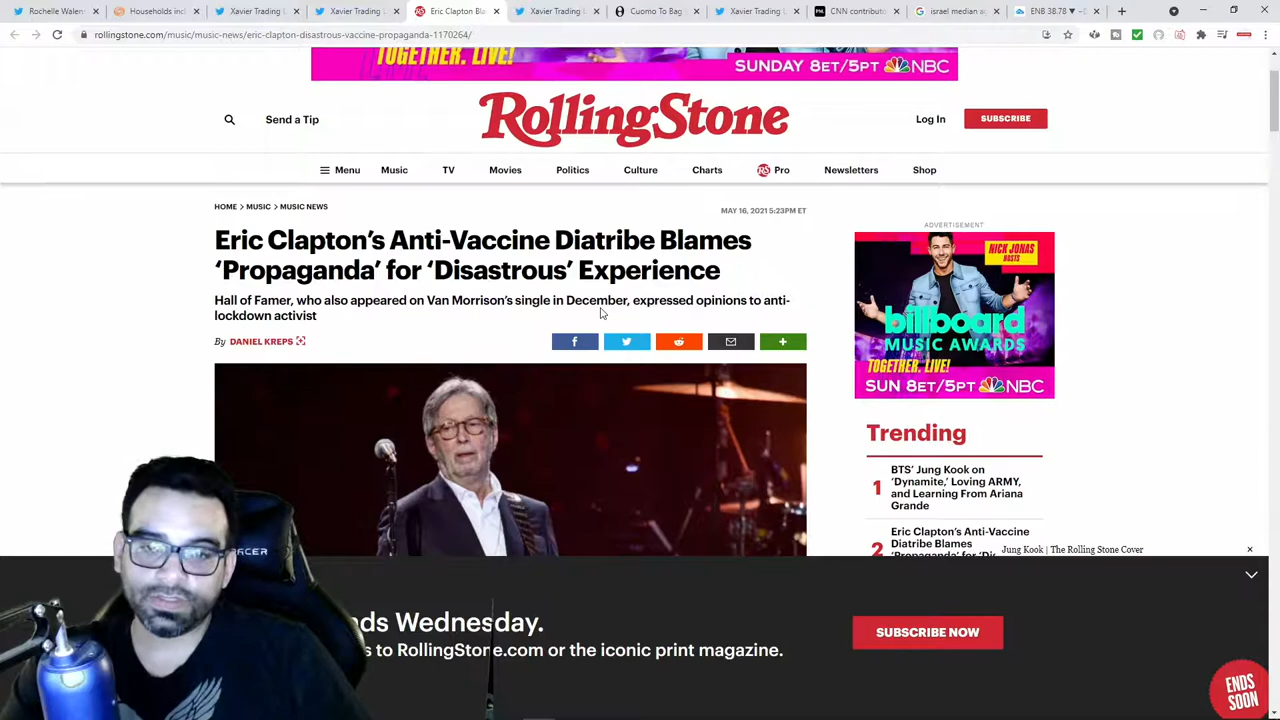 Rochelle Walens
Households incl
Xavier Trading
Xavier Trading
Eric Clapton Bla
Xavier Trading
Xavier Trading
Cuomo To Bag
Xavier Trading
CNN contributo
israel median a
ENB 38.78
rollingstone.com/music/music-news/eric-clapton-disastrous-vaccine-propaganda-1170264/
TOGETHER. LIVE!
SUNDAY 8ET/5PT NBC
Send a Tip
RollingStone
Log In
SUBSCRIBE
Menu
Music
TV
Movies
Politics
Culture
Charts
RS Pro
Newsletters
Shop
HOME > MUSIC > MUSIC NEWS
MAY 16, 2021 5:23PM ET
Eric Clapton's Anti-Vaccine Diatribe Blames
'Propaganda' for 'Disastrous' Experience
Hall of Famer, who also appeared on Van Morrison's single in December, expressed opinions to anti-
lockdown activist
By DANIEL KREPS
ADVERTISEMENT
NICK JONAS
HOSTS
billboard
MUSIC AWARDS
TOGETHER. LIVE!
SUN 8ET/5PT NBC
Trending
1
BTS' Jung Kook on
'Dynamite,' Loving ARMY,
and Learning From Ariana
Grande
2
Eric Clapton's Anti-Vaccine
Diatribe Blames
Jung Kook | The Rolling Stone Cover
ds Wednesday.
s to RollingStone.com or the iconic print magazine.
SUBSCRIBE NOW
ENDS
SOON